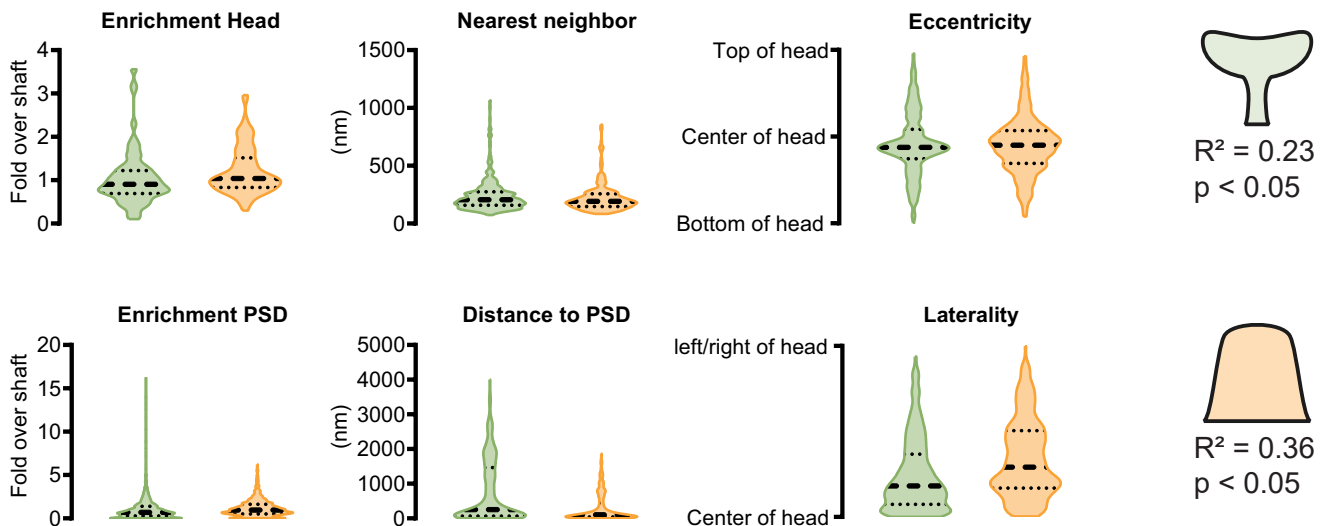 Enrichment Head
Fold over shaft
4
3
2
1
0
Nearest neighbor
(nm)
1500
1000
500
0
Eccentricity
Top of head
Center of head
Bottom of head
R² = 0.23
p < 0.05
Enrichment PSD
Fold over shaft
20
15
10
5
0
Distance to PSD
(nm)
5000
4000
3000
2000
1000
0
Laterality
left/right of head
Center of head
R² = 0.36
p < 0.05